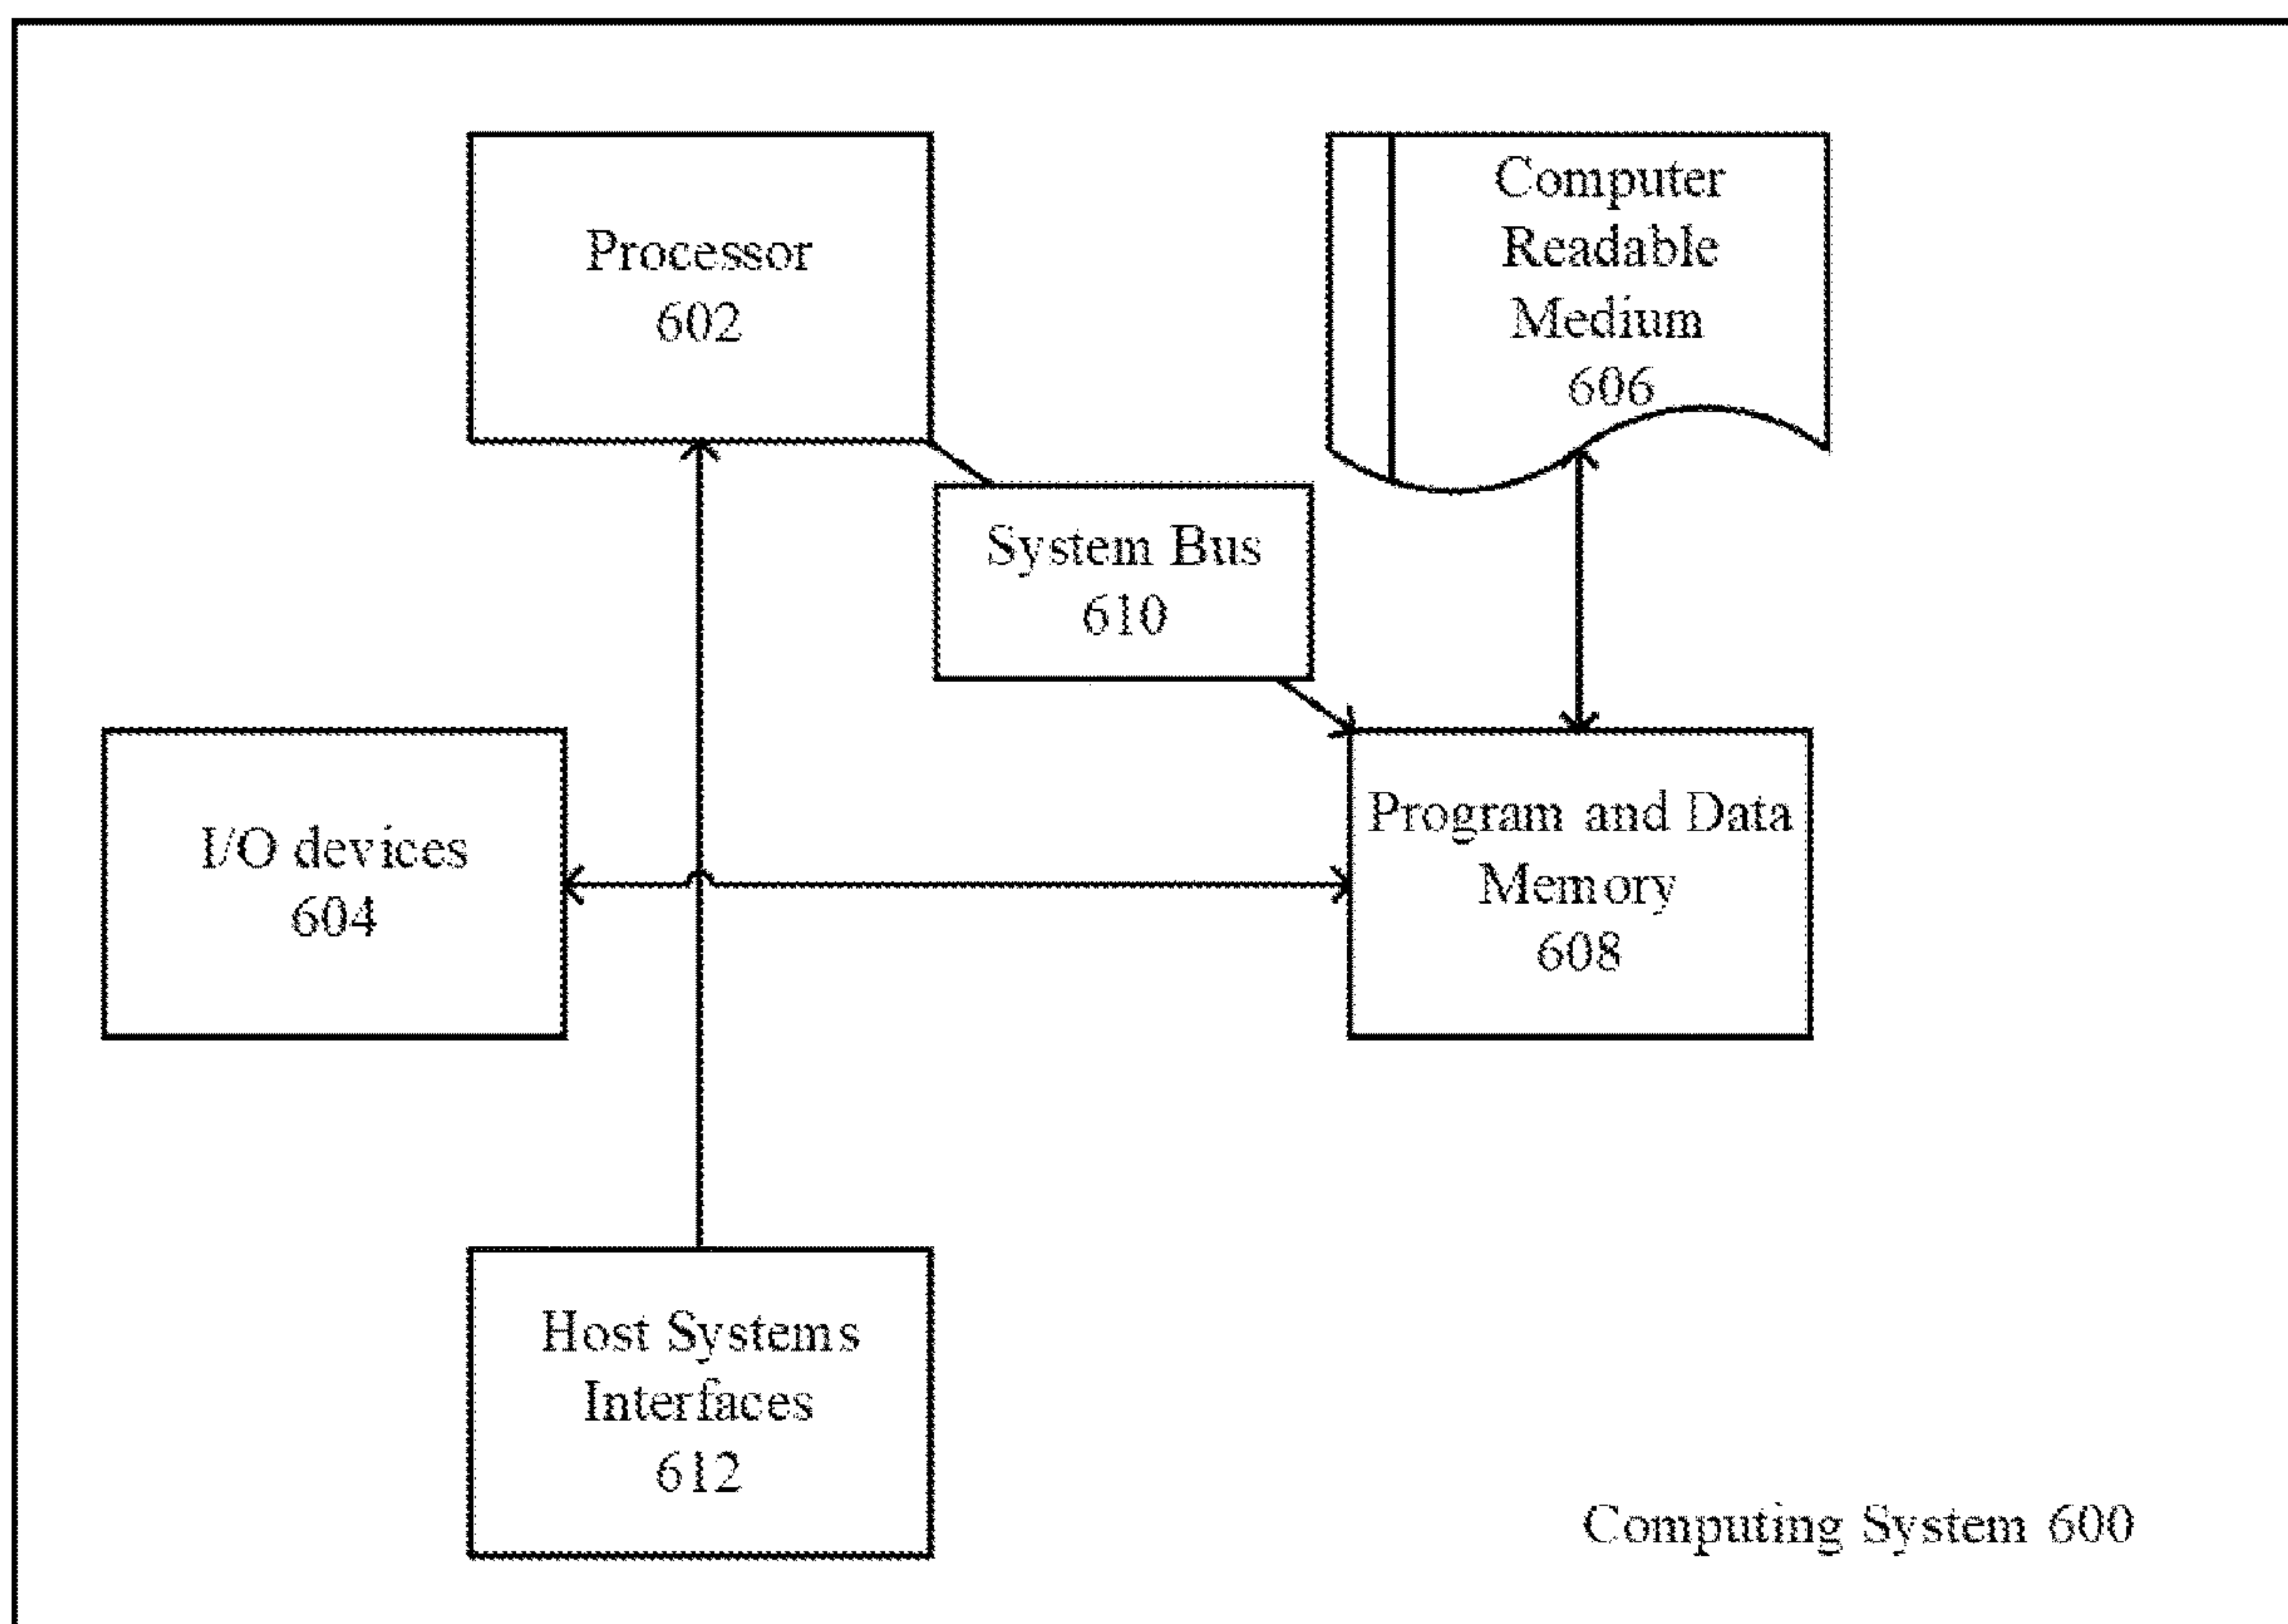 Processor
602
Computer
Readable
Medium
606
System Bus
610
I/O devices
604
Program and Data
Memory
608
Host Systems
Interfaces
612
Computing System 600